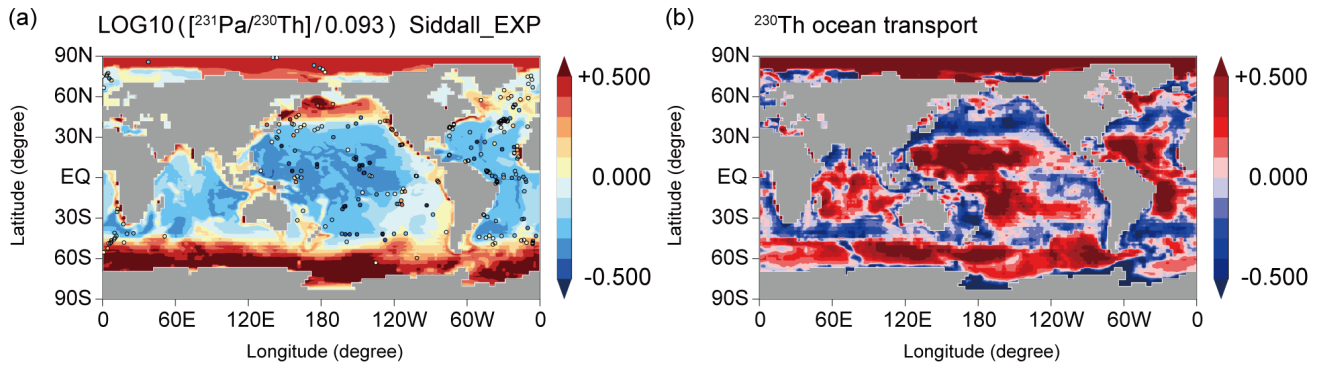 (a) LOG10 ([²³¹Pa/²³⁰Th] / 0.093) Siddall_EXP
90N
60N
30N
EQ
30S
60S
90S
Latitude (degree)
0 60E 120E 180 120W 60W 0
Longitude (degree)
+0.500
0.000
-0.500
(b) ²³⁰Th ocean transport
90N
60N
30N
EQ
30S
60S
90S
Latitude (degree)
0 60E 120E 180 120W 60W 0
Longitude (degree)
+0.500
0.000
-0.500